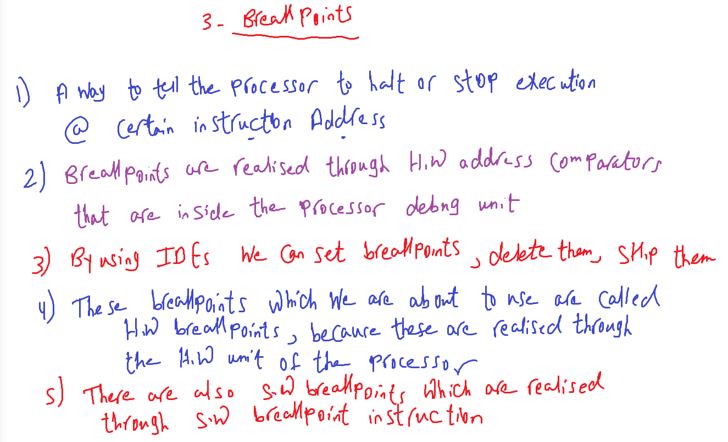 3- Break Points
1) A way to tell the processor to halt or stop execution
@ certain instruction Address
2) Breakpoints are realised through H.W address comparators
that are inside the processor debug unit
3) By using IDEs we can set breakpoints, delete them, skip them
4) These breakpoints which we are about to use are called
H.W breakpoints, because these are realised through
the H.W unit of the processor
5) There are also S.W breakpoints which are realised
through S.W breakpoint instruction